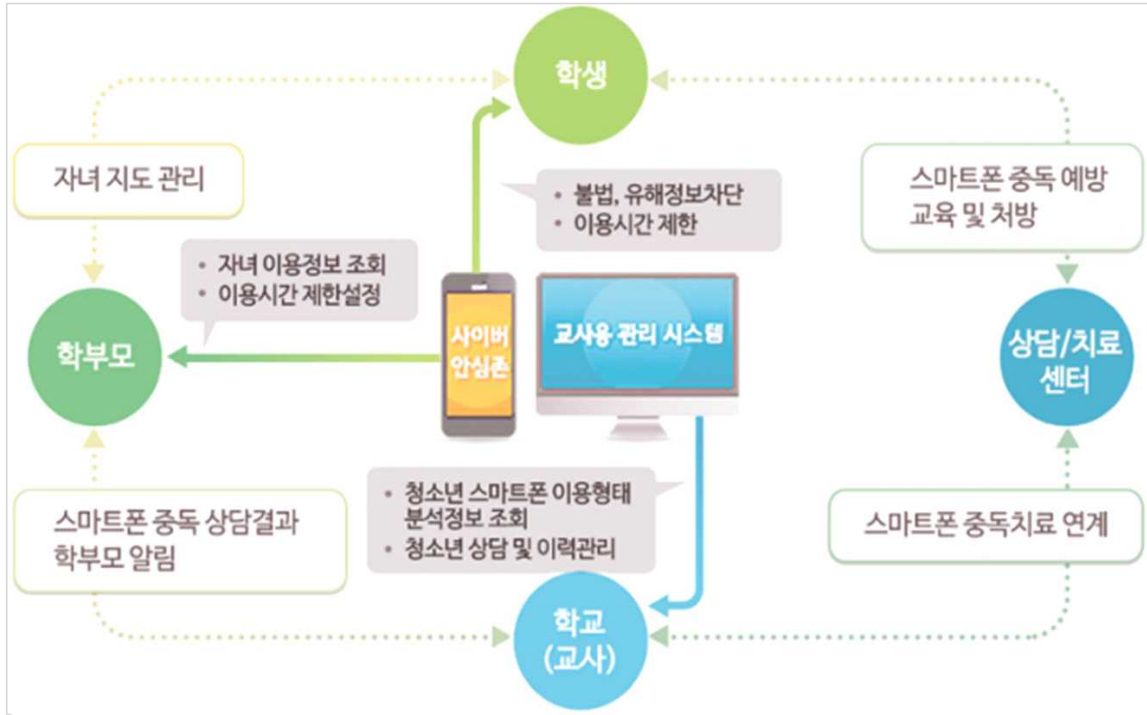 학생
자녀 지도 관리
스마트폰 중독 예방
교육 및 처방
• 불법, 유해정보차단
• 이용시간 제한
• 자녀 이용정보 조회
• 이용시간 제한설정
학부모
사이버
안심존
교사용 관리 시스템
상담/치료
센터
• 청소년 스마트폰 이용형태
분석정보 조회
• 청소년 상담 및 이력관리
스마트폰 중독 상담결과
학부모 알림
스마트폰 중독치료 연계
학교
(교사)